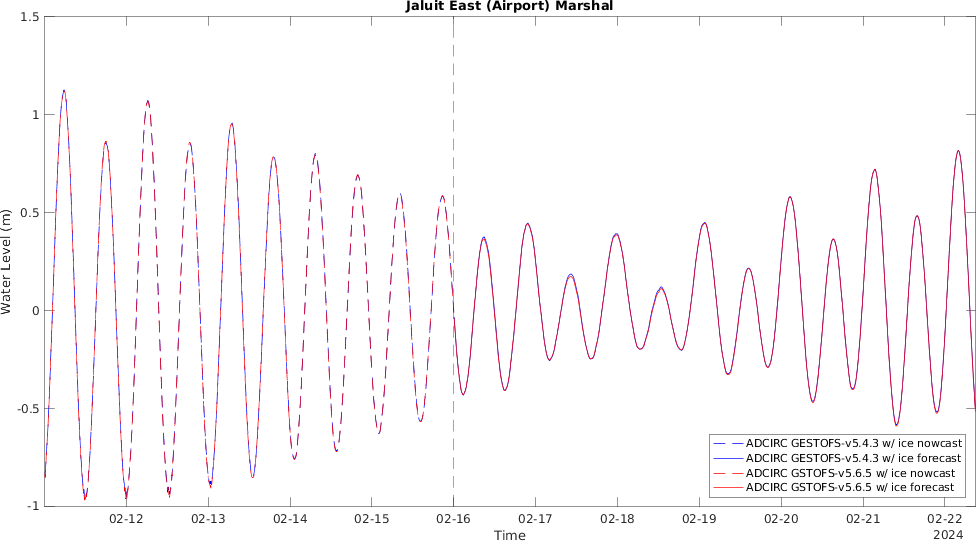 Jaluit East (Airport) Marshal
1.5
1
0.5
0
-0.5
-1
Water Level (m)
02-12 02-13 02-14 02-15 02-16 02-17 02-18 02-19 02-20 02-21 02-22
2024
Time
ADCIRC GESTOFS-v5.4.3 w/ ice nowcast
ADCIRC GESTOFS-v5.4.3 w/ ice forecast
ADCIRC GSTOFS-v5.6.5 w/ ice nowcast
ADCIRC GSTOFS-v5.6.5 w/ ice forecast